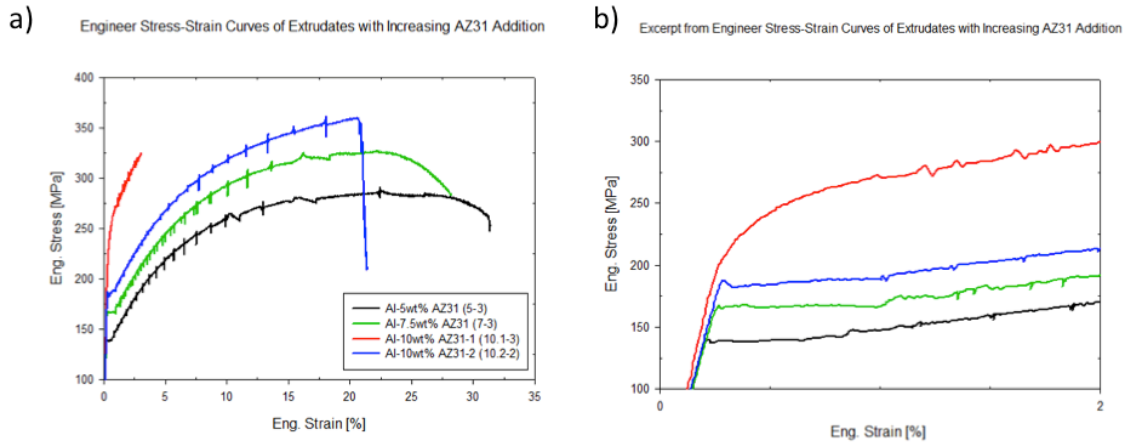 a)
Engineer Stress-Strain Curves of Extrudates with Increasing AZ31 Addition
400
350
300
250
200
150
100
Eng. Stress [MPa]
0
5
10
15
20
25
30
35
Eng. Strain [%]
Al-5wt% AZ31 (5-3)
Al-7.5wt% AZ31 (7-3)
Al-10wt% AZ31-1 (10.1-3)
Al-10wt% AZ31-2 (10.2-2)
b)
Excerpt from Engineer Stress-Strain Curves of Extrudates with Increasing AZ31 Addition
350
300
250
200
150
100
Eng. Stress [MPa]
0
2
Eng. Strain [%]